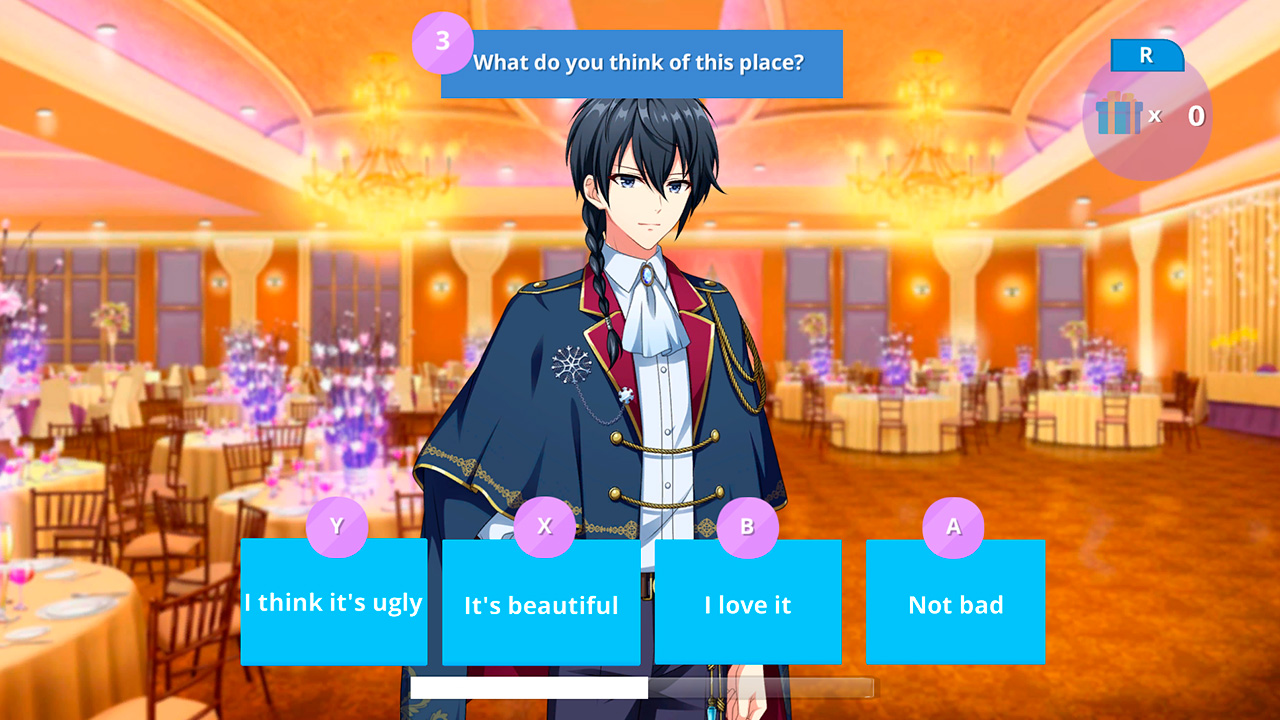 3
What do you think of this place?
R
x 0
Y
X
B
A
I think it's ugly
It's beautiful
I love it
Not bad